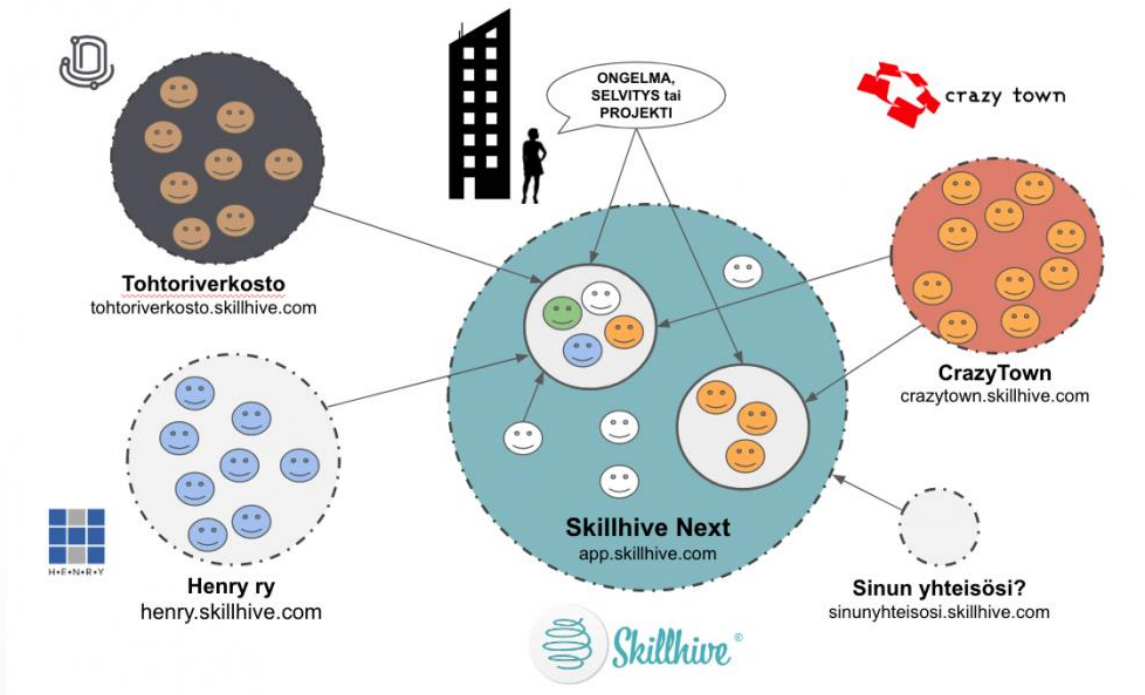 ONGELMA,
SELVITYS tai
PROJEKTI
crazy town
Tohtoriverkosto
tohtoriverkosto.skillhive.com
CrazyTown
crazytown.skillhive.com
Skillhive Next
app.skillhive.com
H•E•N•R•Y
Henry ry
henry.skillhive.com
Sinun yhteisösi?
sinunyhteisosi.skillhive.com
Skillhive®